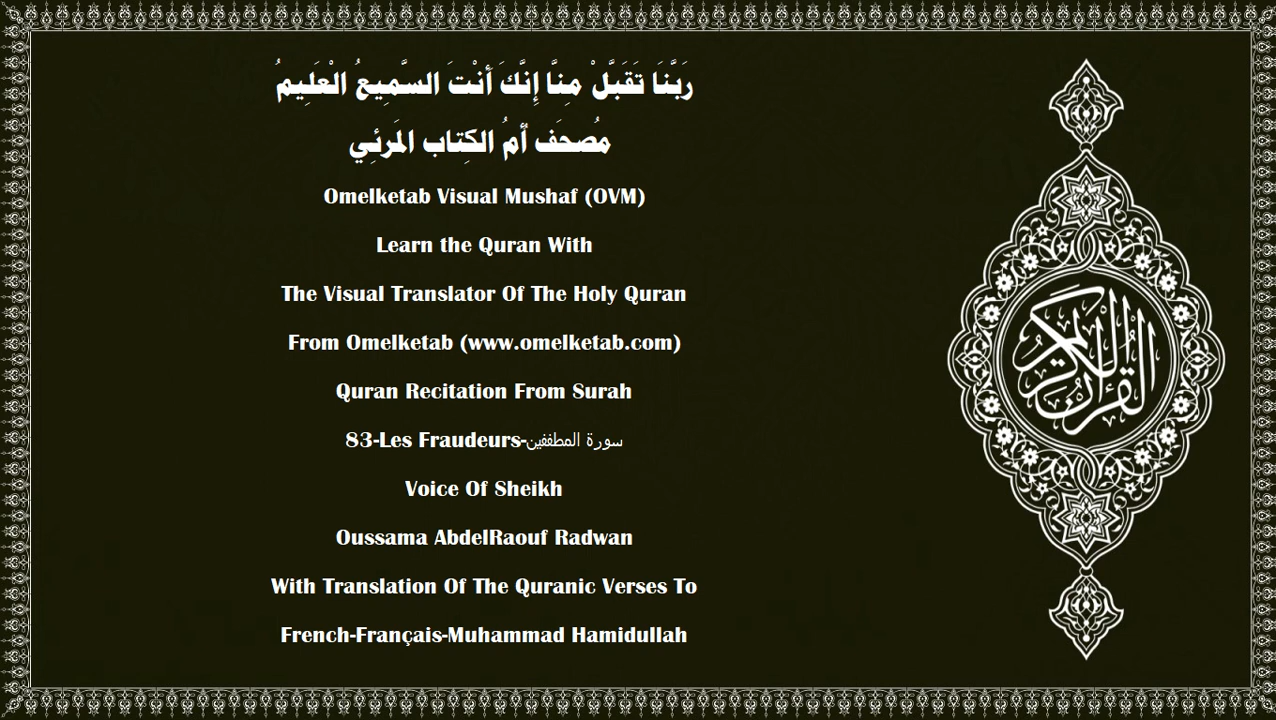 رَبَّنَا تَقَبَّلْ مِنَّا إِنَّكَ أَنْتَ السَّمِيعُ الْعَلِيمُ
مُصحَف أمُ الكِتاب المَرئِي
Omelketab Visual Mushaf (OVM)
Learn the Quran With
The Visual Translator Of The Holy Quran
From Omelketab (www.omelketab.com)
Quran Recitation From Surah
83-Les Fraudeurs-سورة المطففين
Voice Of Sheikh
Oussama AbdelRaouf Radwan
With Translation Of The Quranic Verses To
French-Français-Muhammad Hamidullah
القرآن الكريم